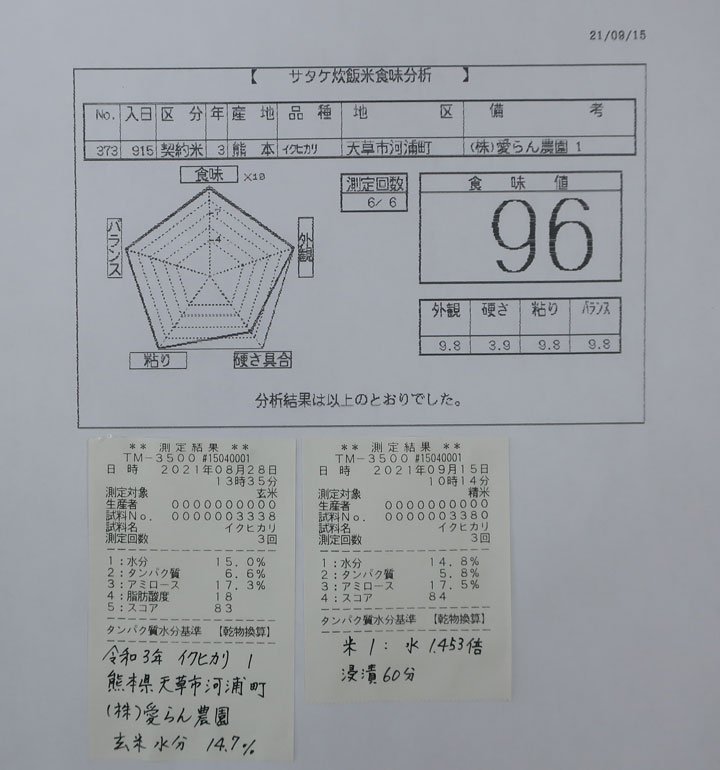 21/09/15
【 サタケ炊飯米食味分析 】
No. 入日 区分 年 産地 品種 地区 備考
373 915 契約米 3 熊本 イクヒカリ 天草市河浦町 (株)愛らん農園 1
食味 ×10
7
4
バランス
外観
粘り
硬さ具合
測定回数
6/ 6
食味値
96
外観 硬さ 粘り バランス
9.8 3.9 9.8 9.8
分析結果は以上のとおりでした。
** 測定結果 **
TM-3500 #15040001
日時 2021年08月28日
13時35分
測定対象 玄米
生産者 0000000000
試料No. 0000003338
試料名 イクヒカリ
測定回数 3回
1:水分 15.0%
2:タンパク質 6.6%
3:アミロース 17.3%
4:脂肪酸度 18
5:スコア 83
タンパク質水分基準 【乾物換算】
令和3年 イクヒカリ 1
熊本県天草市河浦町
(株)愛らん農園
玄米水分 14.7%
** 測定結果 **
TM-3500 #15040001
日時 2021年09月15日
10時14分
測定対象 精米
生産者 0000000000
試料No. 0000003380
試料名 イクヒカリ
測定回数 3回
1:水分 14.8%
2:タンパク質 5.8%
3:アミロース 17.5%
4:スコア 84
タンパク質水分基準 【乾物換算】
米1: 水1.453倍
浸漬60分